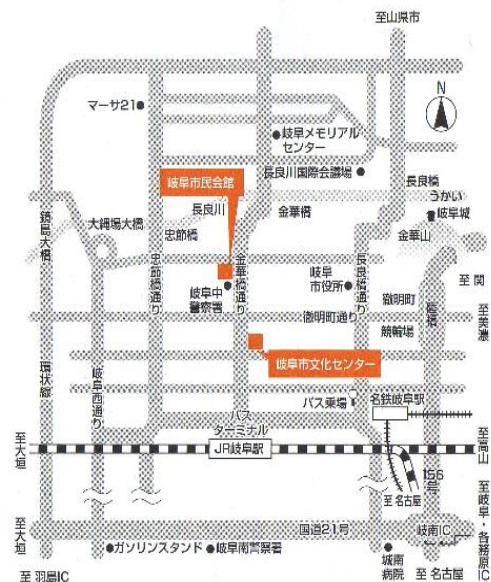 至山県市
N
マーサ21
岐阜メモリアル
センター
長良川国際会議場
岐阜市民会館
長良橋
うかい
岐阜城
金華山
長良川
金華橋
大縄場大橋
忠節橋
鏡島大橋
至関
忠節橋通り
金華橋通り
長良橋通り
岐阜中
警察署
岐阜
市役所
徹明町
徹明町通り
競輪場
至美濃
環状線
岐阜西通り
岐阜市文化センター
バス乗場
名鉄岐阜駅
バス
ターミナル
JR岐阜駅
至大垣
至高山
156
号
至名古屋
国道21号
岐南IC
至大垣
至岐阜・各務原IC
ガソリンスタンド
岐阜南警察署
城南
病院
至羽島IC
至名古屋